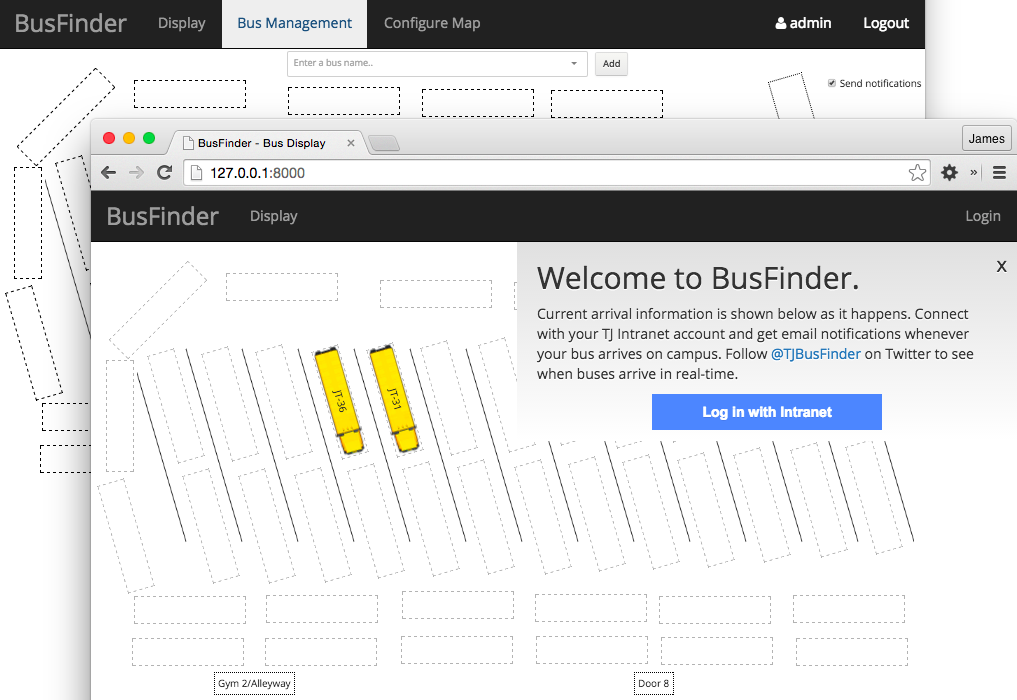 BusFinder Display Bus Management Configure Map admin Logout
Enter a bus name.. Add
Send notifications
BusFinder - Bus Display
James
127.0.0.1:8000
BusFinder Display Login
X
Welcome to BusFinder.
Current arrival information is shown below as it happens. Connect
with your TJ Intranet account and get email notifications whenever
your bus arrives on campus. Follow @TJBusFinder on Twitter to see
when buses arrive in real-time.
Log in with Intranet
JT-36
JT-31
Gym 2/Alleyway
Door 8